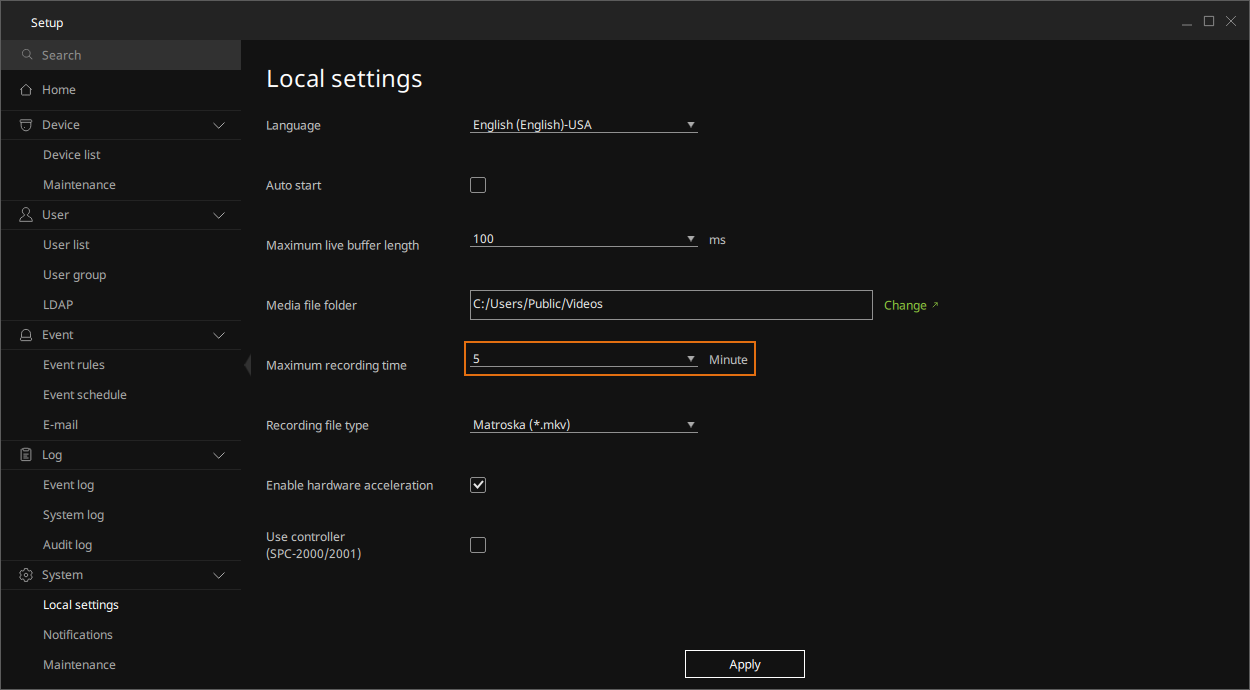 Setup
Search
Home
Device
Device list
Maintenance
User
User list
User group
LDAP
Event
Event rules
Event schedule
E-mail
Log
Event log
System log
Audit log
System
Local settings
Notifications
Maintenance
Local settings
Language English (English)-USA
Auto start
Maximum live buffer length 100 ms
Media file folder C:/Users/Public/Videos Change
Maximum recording time 5 Minute
Recording file type Matroska (*.mkv)
Enable hardware acceleration
Use controller
(SPC-2000/2001)
Apply